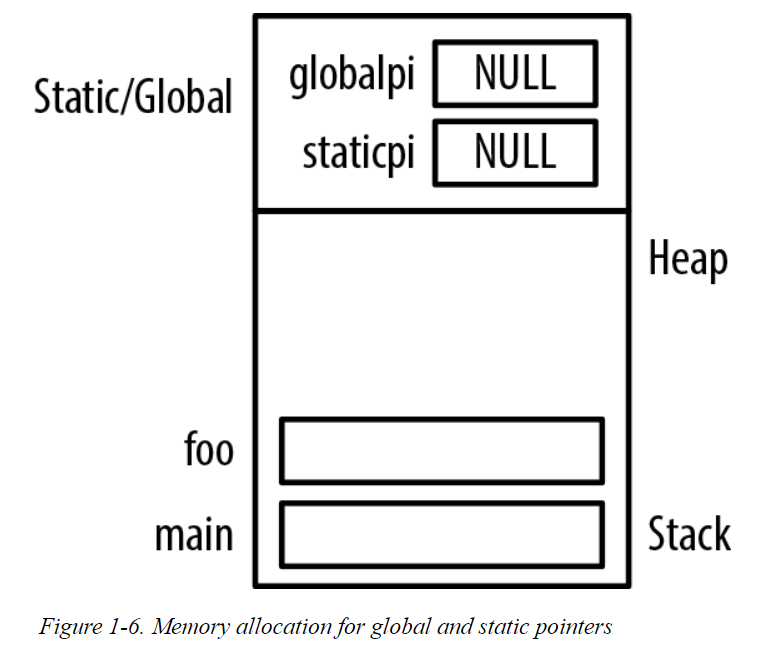 globalpi NULL
Static/Global
staticpi NULL
Heap
foo
main
Stack
Figure 1-6. Memory allocation for global and static pointers